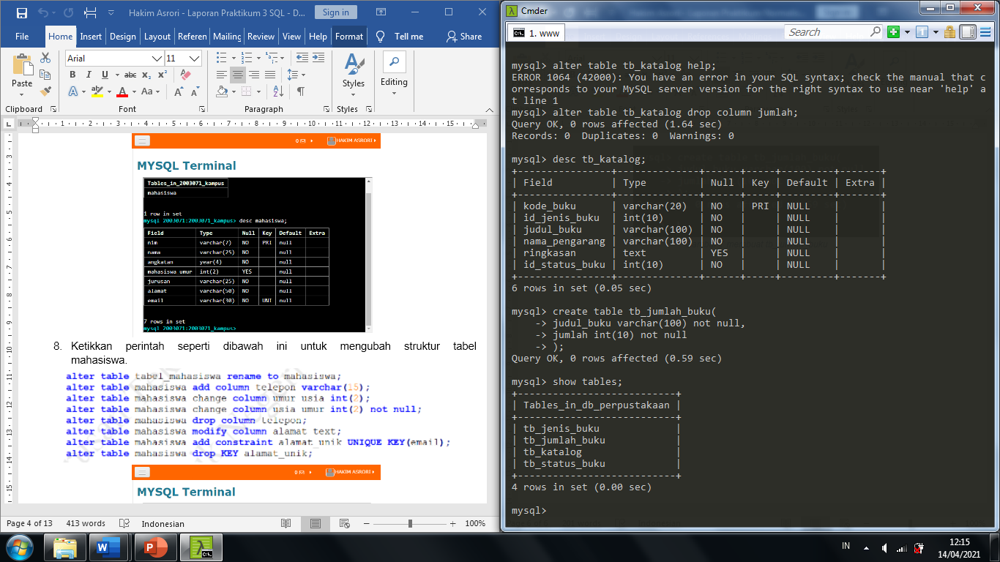 Hakim Asrori - Laporan Praktikum 3 SQL - D...
Sign in
File Home Insert Design Layout Referen Mailing Review View Help Format Tell me Share
Arial 11
Paste
Styles
Editing
Clipboard Font Paragraph Styles
HAKIM ASRORI
MYSQL Terminal
Tables_in_2003071_kampus
mahasiswa
1 row in set
mysql 2003071:2003071_kampus> desc mahasiswa;
Field Type Null Key Default Extra
nim varchar(7) NO PRI null
nama varchar(25) NO null
angkatan year(4) NO null
mahasiswa_umur int(2) YES null
jurusan varchar(25) NO null
alamat varchar(50) NO null
email varchar(30) NO UNI null
7 rows in set
mysql 2003071:2003071_kampus>
8. Ketikkan perintah seperti dibawah ini untuk mengubah struktur tabel
mahasiswa.
alter table tabel_mahasiswa rename to mahasiswa;
alter table mahasiswa add column telepon varchar(15);
alter table mahasiswa change column umur usia int(2);
alter table mahasiswa change column usia umur int(2) not null;
alter table mahasiswa drop column telepon;
alter table mahasiswa modify column alamat text;
alter table mahasiswa add constraint alamat_unik UNIQUE KEY(email);
alter table mahasiswa drop KEY alamat_unik;
HAKIM ASRORI
MYSQL Terminal
Page 4 of 13 413 words Indonesian 100%
Cmder
1. www
Search
mysql> alter table tb_katalog help;
ERROR 1064 (42000): You have an error in your SQL syntax; check the manual that c
orresponds to your MySQL server version for the right syntax to use near 'help' a
t line 1
mysql> alter table tb_katalog drop column jumlah;
Query OK, 0 rows affected (1.64 sec)
Records: 0 Duplicates: 0 Warnings: 0
mysql> desc tb_katalog;
+----------------+--------------+------+-----+---------+-------+
| Field | Type | Null | Key | Default | Extra |
+----------------+--------------+------+-----+---------+-------+
| kode_buku | varchar(20) | NO | PRI | NULL | |
| id_jenis_buku | int(10) | NO | | NULL | |
| judul_buku | varchar(100) | NO | | NULL | |
| nama_pengarang | varchar(100) | NO | | NULL | |
| ringkasan | text | YES | | NULL | |
| id_status_buku | int(10) | NO | | NULL | |
+----------------+--------------+------+-----+---------+-------+
6 rows in set (0.05 sec)
mysql> create table tb_jumlah_buku(
-> judul_buku varchar(100) not null,
-> jumlah int(10) not null
-> );
Query OK, 0 rows affected (0.59 sec)
mysql> show tables;
+---------------------------+
| Tables_in_db_perpustakaan |
+---------------------------+
| tb_jenis_buku |
| tb_jumlah_buku |
| tb_katalog |
| tb_status_buku |
+---------------------------+
4 rows in set (0.00 sec)
mysql>
IN
12:15
14/04/2021